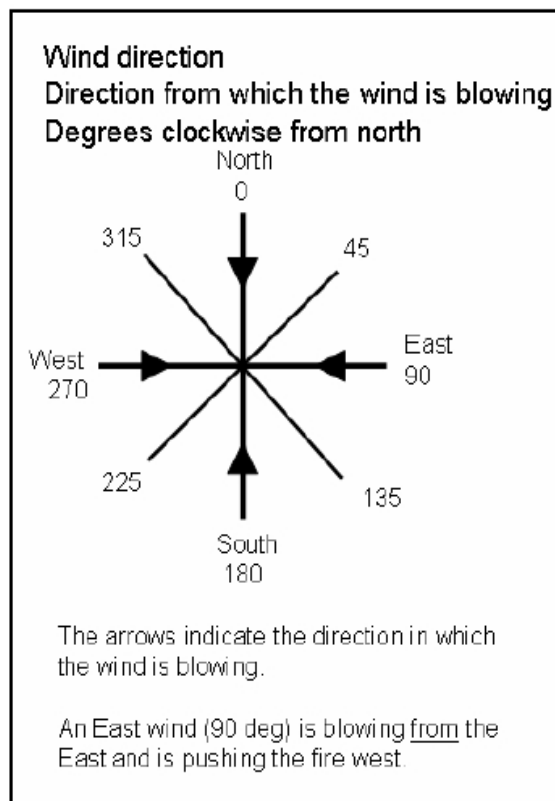 Wind direction
Direction from which the wind is blowing
Degrees clockwise from north
North
0
315
45
West
270
East
90
225
135
South
180
The arrows indicate the direction in which
the wind is blowing.
An East wind (90 deg) is blowing from the
East and is pushing the fire west.